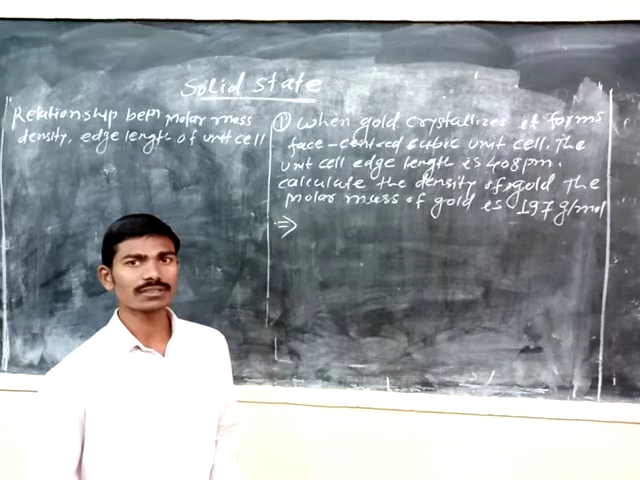 Solid state
Relationship betn molar mass
density, edge length of unit cell
① When gold crystallizes it forms
face-centred cubic unit cell. The
unit cell edge length is 408pm.
calculate the density of gold. The
molar mass of gold is 197 g/mol
⇒